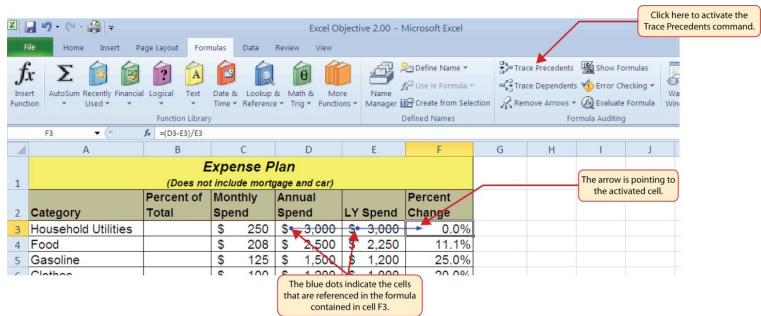 Click here to activate the
Trace Precedents command.
Excel Objective 2.00 - Microsoft Excel
File Home Insert Page Layout Formulas Data Review View
Insert Function
AutoSum
Recently Used
Financial
Logical
Text
Date & Time
Lookup & Reference
Math & Trig
More Functions
Function Library
Name Manager
Define Name
Use in Formula
Create from Selection
Defined Names
Trace Precedents
Trace Dependents
Remove Arrows
Show Formulas
Error Checking
Evaluate Formula
Formula Auditing
F3 fx =(D3-E3)/E3
A B C D E F G H I J
1 Expense Plan
(Does not include mortgage and car)
2 Category Percent of Total Monthly Spend Annual Spend LY Spend Percent Change
3 Household Utilities $ 250 $ 3,000 $ 3,000 0.0%
4 Food $ 208 $ 2,500 $ 2,250 11.1%
5 Gasoline $ 125 $ 1,500 $ 1,200 25.0%
The arrow is pointing to
the activated cell.
The blue dots indicate the cells
that are referenced in the formula
contained in cell F3.